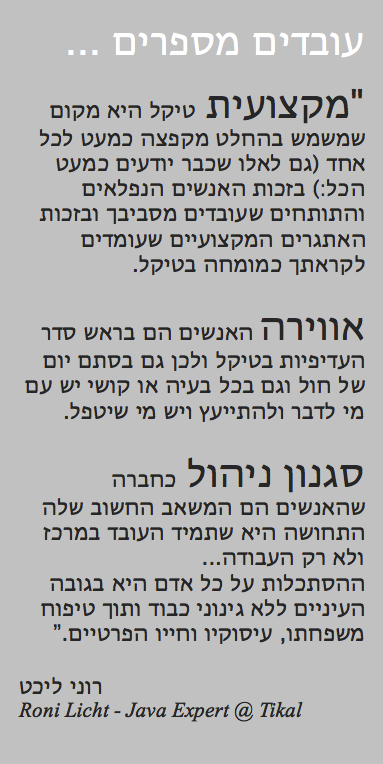 עובדים מספרים ...
"מקצועית טיקל היא מקום
שמשמש בהחלט מקפצה כמעט לכל
אחד (גם לאלו שכבר יודעים כמעט
הכל:) בזכות האנשים הנפלאים
והתותחים שעובדים מסביבך ובזכות
האתגרים המקצועיים שעומדים
לקראתך כמומחה בטיקל.
אווירה האנשים הם בראש סדר
העדיפיות בטיקל ולכן גם בסתם יום
של חול וגם בכל בעיה או קושי יש עם
מי לדבר ולהתייעץ ויש מי שיטפל.
סגנון ניהול כחברה
שהאנשים הם המשאב החשוב שלה
התחושה היא שתמיד העובד במרכז
ולא רק העבודה...
ההסתכלות על כל אדם היא בגובה
העיניים ללא גינוני כבוד ותוך טיפוח
משפחתו, עיסוקיו וחייו הפרטיים.”
רוני ליכט
Roni Licht - Java Expert @ Tikal